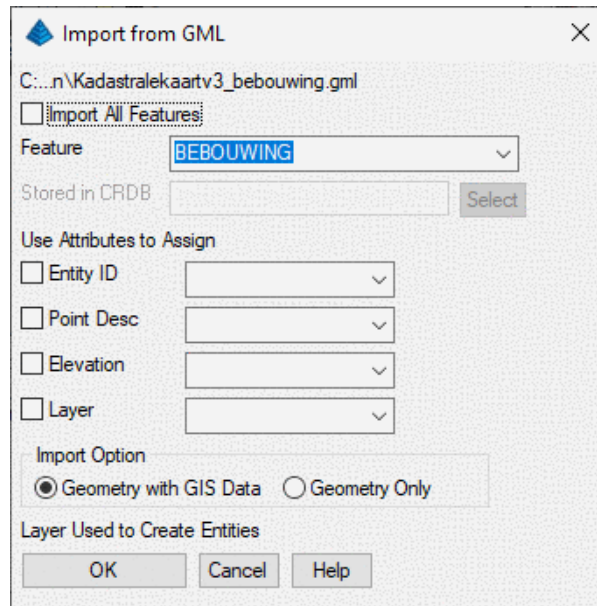 Import from GML
C:...n\Kadastralekaartv3_bebouwing.gml
Import All Features
Feature BEBOUWING
Stored in CRDB Select
Use Attributes to Assign
Entity ID
Point Desc
Elevation
Layer
Import Option
Geometry with GIS Data Geometry Only
Layer Used to Create Entities
OK Cancel Help